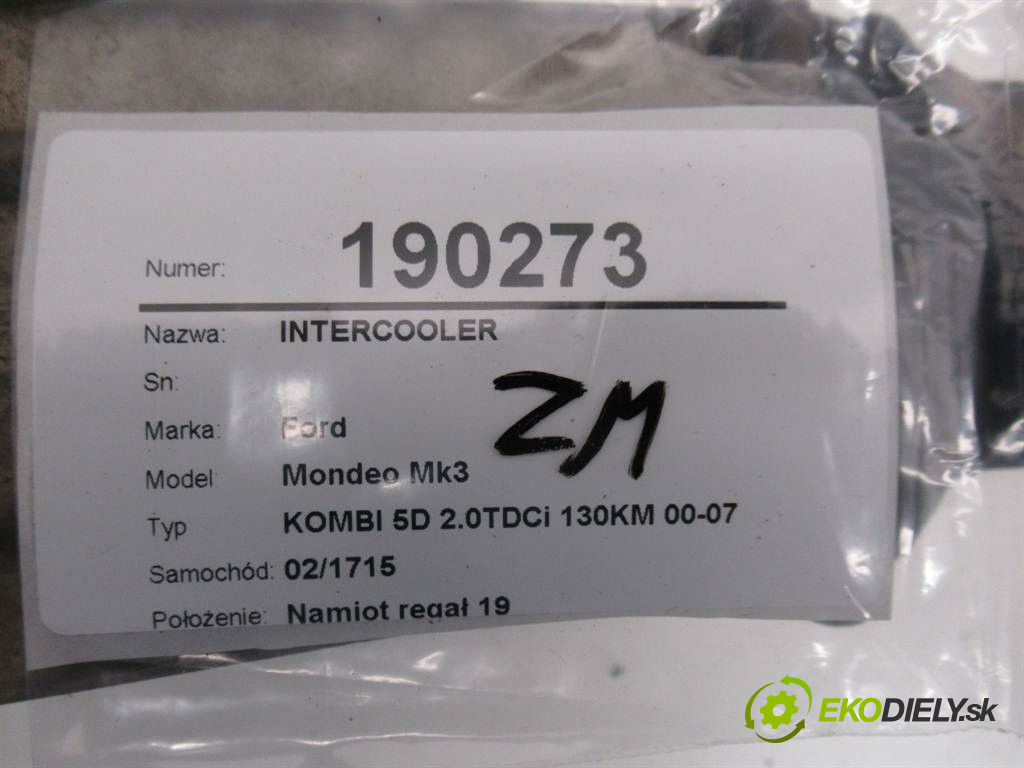 Numer: 190273
Nazwa: INTERCOOLER
Sn:
Marka: Ford
ZM
Model Mondeo Mk3
Typ KOMBI 5D 2.0TDCi 130KM 00-07
Samochód: 02/1715
Położenie: Namiot regał 19
EKODIELY.sk